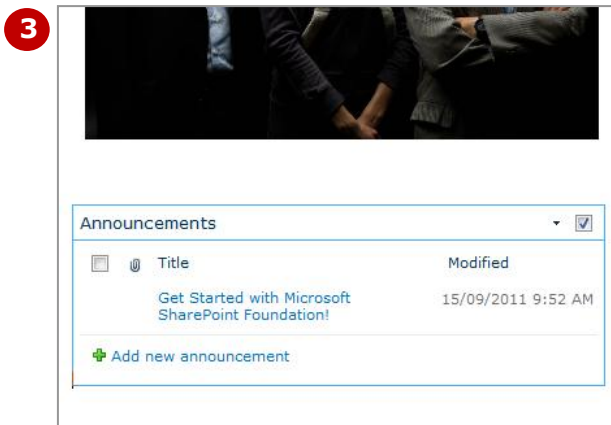 3
Announcements
Title Modified
Get Started with Microsoft 15/09/2011 9:52 AM
SharePoint Foundation!
Add new announcement